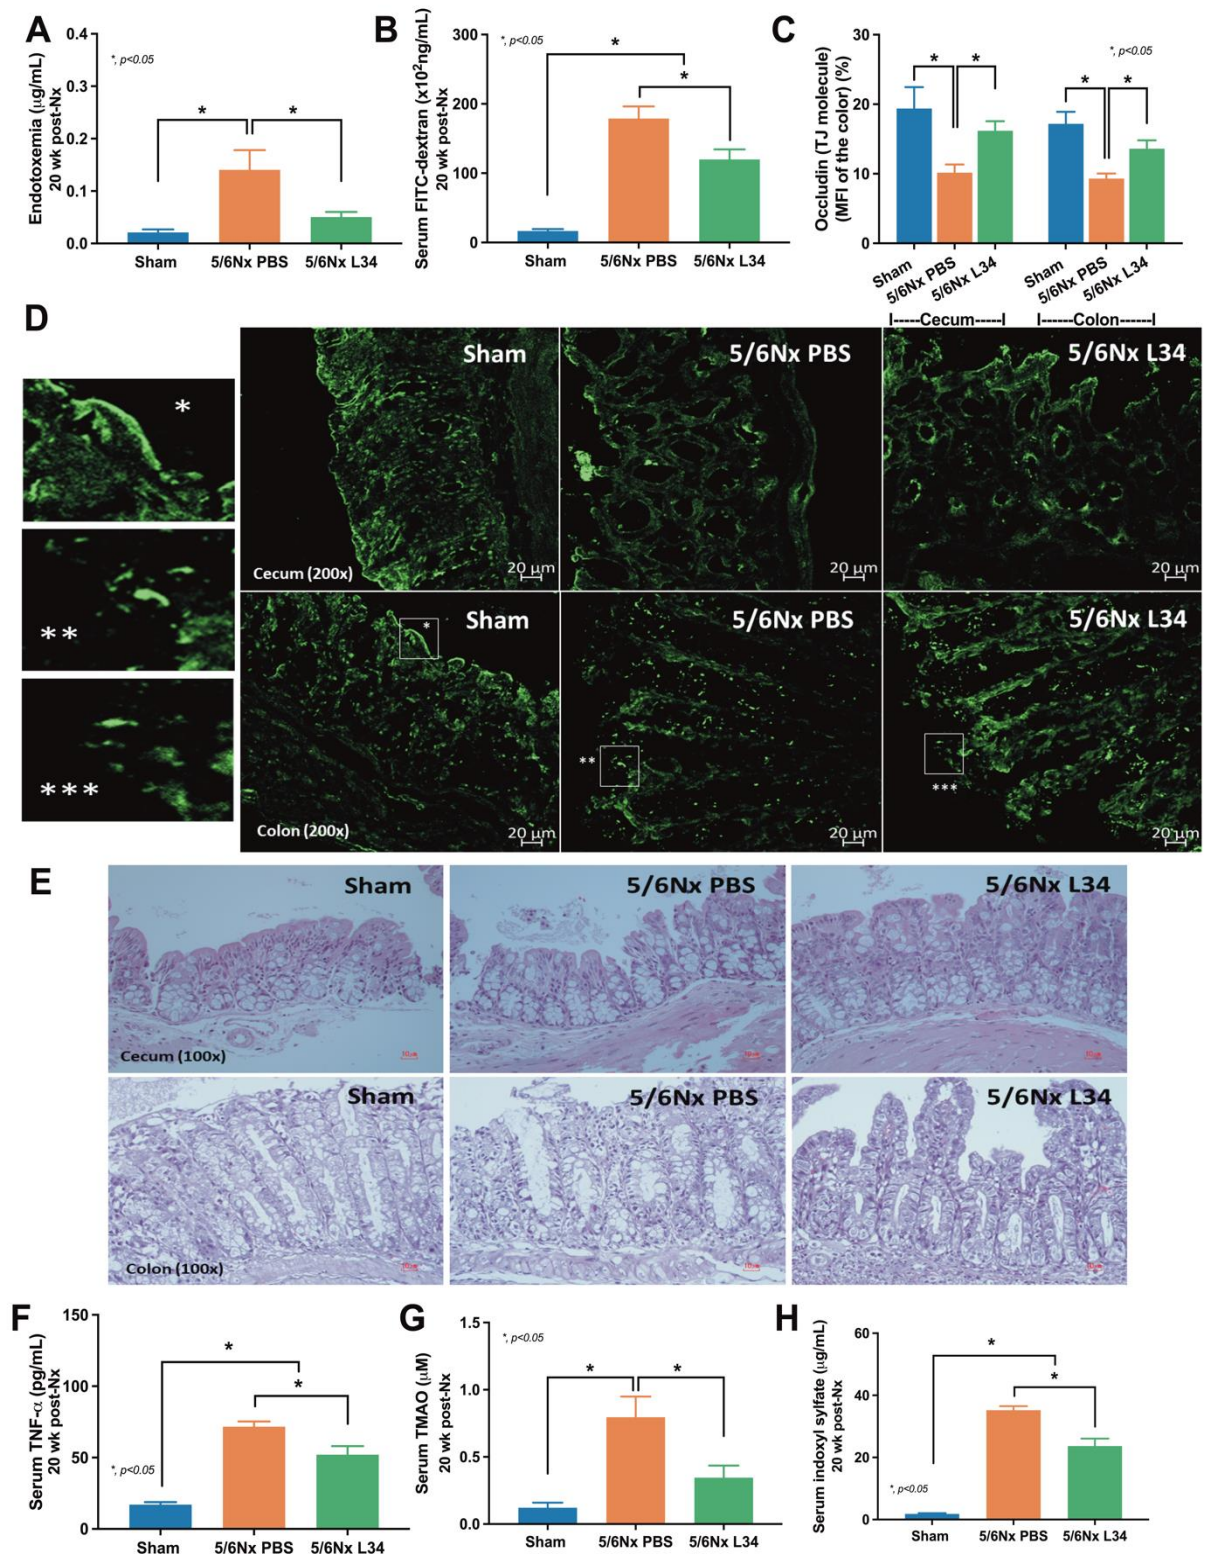 A
Endotoxemia (µg/mL)
20 wk post-Nx
0.4
0.3
0.2
0.1
0.0
*, p<0.05
*
*
Sham
5/6Nx PBS
5/6Nx L34
B
Serum FITC-dextran (x10²ng/mL)
20 wk post-Nx
300
200
100
0
*, p<0.05
*
*
Sham
5/6Nx PBS
5/6Nx L34
C
Occludin (TJ molecule)
(MFI of the color) (%)
30
20
10
0
*, p<0.05
*
*
*
*
Sham
5/6Nx PBS
5/6Nx L34
Sham
5/6Nx PBS
5/6Nx L34
I-----Cecum-----I
I------Colon------I
D
*
**
***
Sham
5/6Nx PBS
5/6Nx L34
Cecum (200x)
20 µm
20 µm
20 µm
Sham
5/6Nx PBS
5/6Nx L34
*
**
***
Colon (200x)
20 µm
20 µm
20 µm
E
Sham
5/6Nx PBS
5/6Nx L34
Cecum (100x)
Sham
5/6Nx PBS
5/6Nx L34
Colon (100x)
F
Serum TNF-α (pg/mL)
20 wk post-Nx
150
100
50
0
*, p<0.05
*
*
Sham
5/6Nx PBS
5/6Nx L34
G
Serum TMAO (µM)
20 wk post-Nx
1.5
1.0
0.5
0.0
*, p<0.05
*
*
Sham
5/6Nx PBS
5/6Nx L34
H
Serum indoxyl sylfate (µg/mL)
20 wk post-Nx
60
40
20
0
*, p<0.05
*
*
Sham
5/6Nx PBS
5/6Nx L34